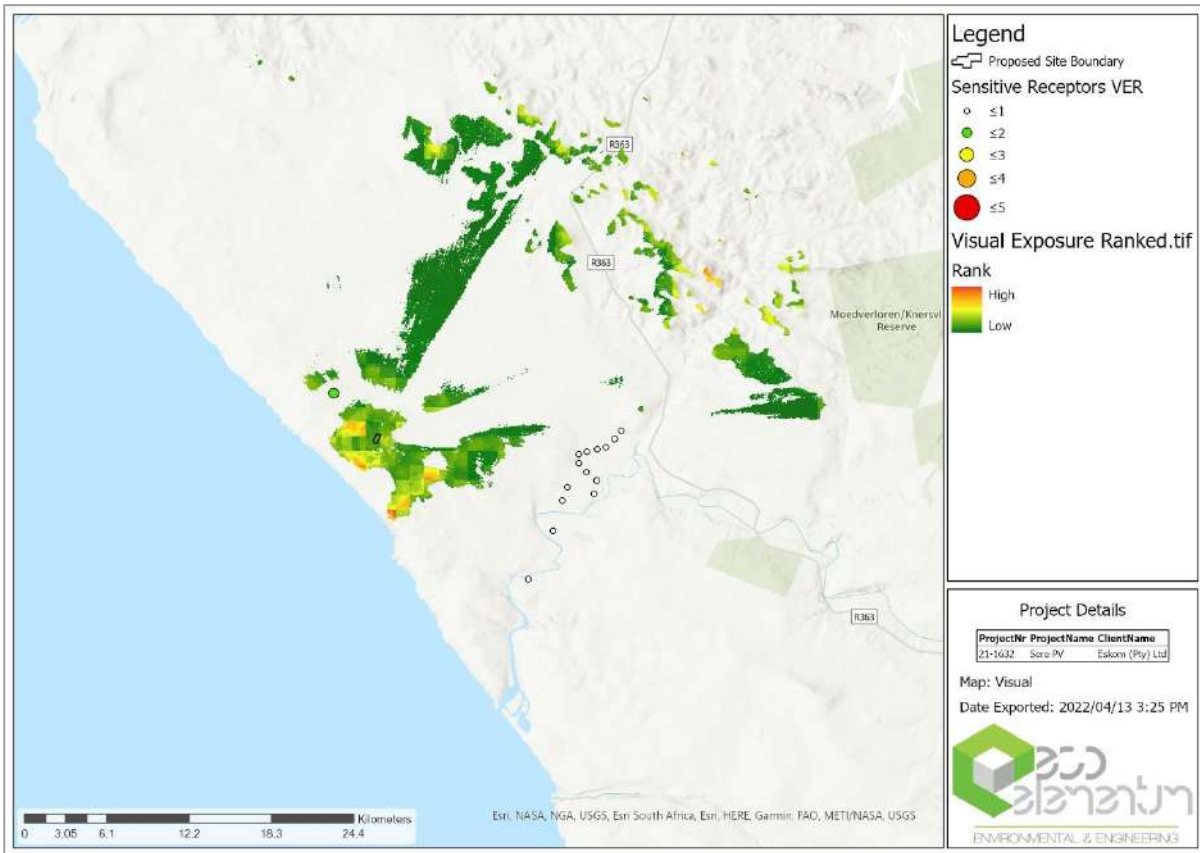 N
R363
R363
Moedverloren/Knersvl
Reserve
R363
Kilometers
0 3.05 6.1 12.2 18.3 24.4
Esri, NASA, NGA, USGS, Esri South Africa, Esri, HERE, Garmin, FAO, METI/NASA, USGS
Legend
Proposed Site Boundary
Sensitive Receptors VER
≤1
≤2
≤3
≤4
≤5
Visual Exposure Ranked.tif
Rank
High
Low
Project Details
ProjectNr ProjectName ClientName
21-1632 Sere PV Eskom (Pty) Ltd
Map: Visual
Date Exported: 2022/04/13 3:25 PM
eco
elementum
ENVIRONMENTAL & ENGINEERING